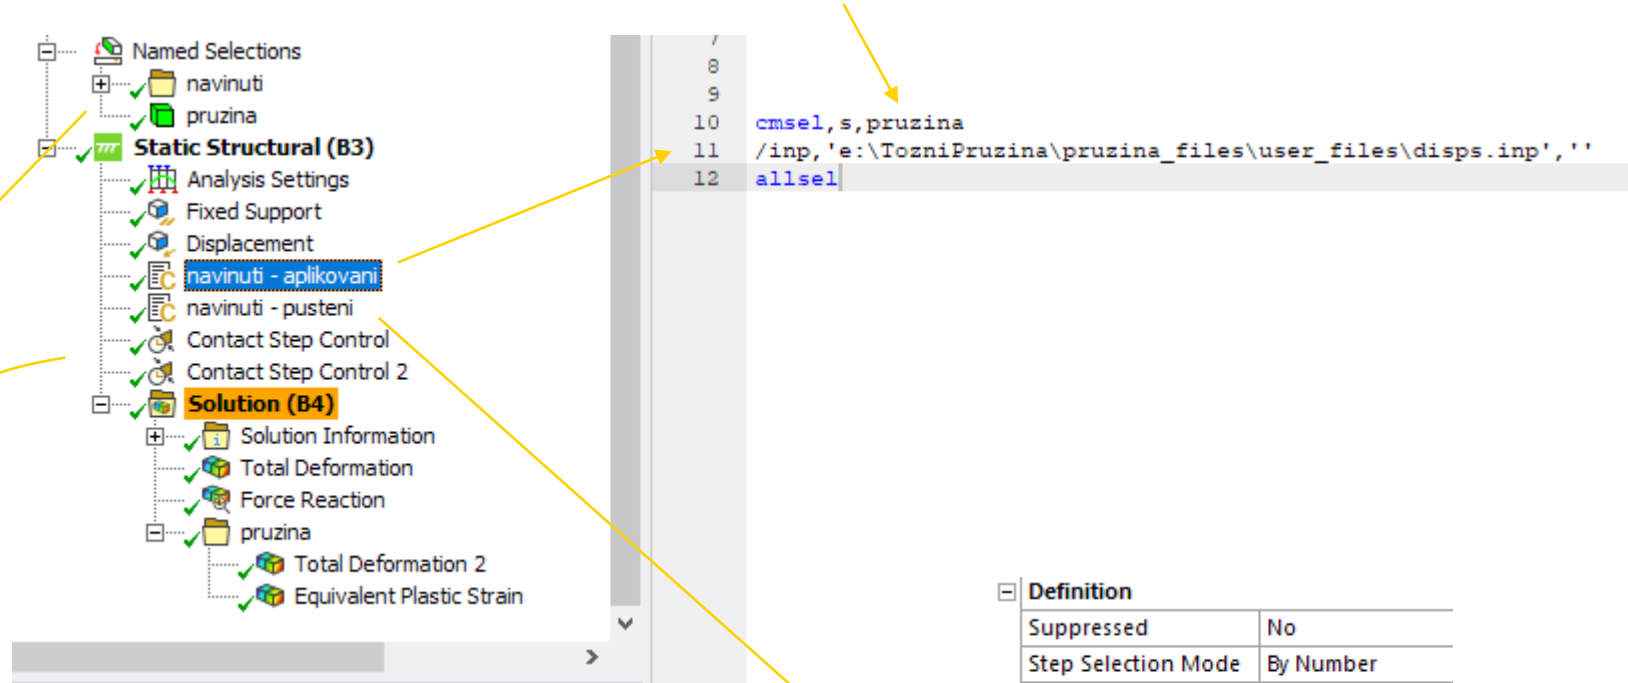 Named Selections
navinuti
pruzina
Static Structural (B3)
Analysis Settings
Fixed Support
Displacement
navinuti - aplikovani
navinuti - pusteni
Contact Step Control
Contact Step Control 2
Solution (B4)
Solution Information
Total Deformation
Force Reaction
pruzina
Total Deformation 2
Equivalent Plastic Strain
7
8
9
10 cmsel,s,pruzina
11 /inp,'e:\TozniPruzina\pruzina_files\user_files\disps.inp',''
12 allsel
Definition
Suppressed No
Step Selection Mode By Number